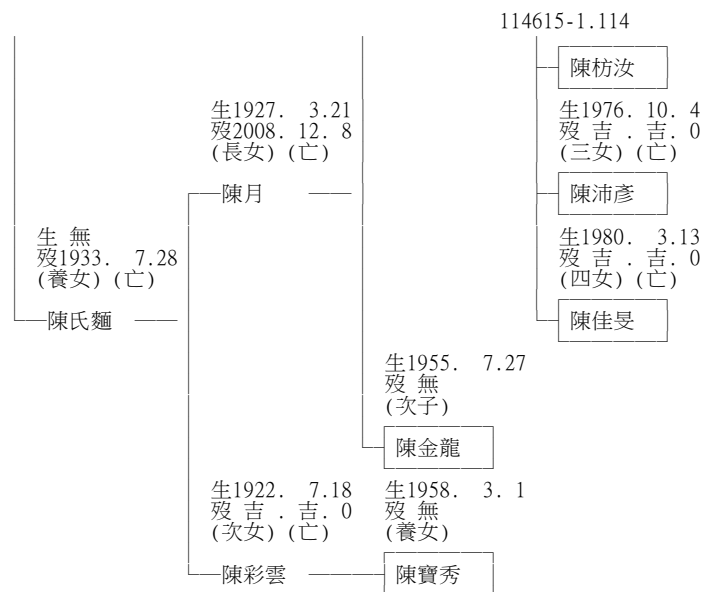 114615-1.114
陳枋汝
生1927. 3.21 生1976. 10. 4
歿2008. 12. 8 歿 吉 . 吉. 0
(長女)(亡) (三女)(亡)
陳月 陳沛彥
生 無 生1980. 3.13
歿1933. 7.28 歿 吉 . 吉. 0
(養女)(亡) (四女)(亡)
陳氏麵 陳佳旻
生1955. 7.27
歿 無
(次子)
陳金龍
生1922. 7.18 生1958. 3. 1
歿 吉 . 吉. 0 歿 無
(次女)(亡) (養女)
陳彩雲 陳寶秀